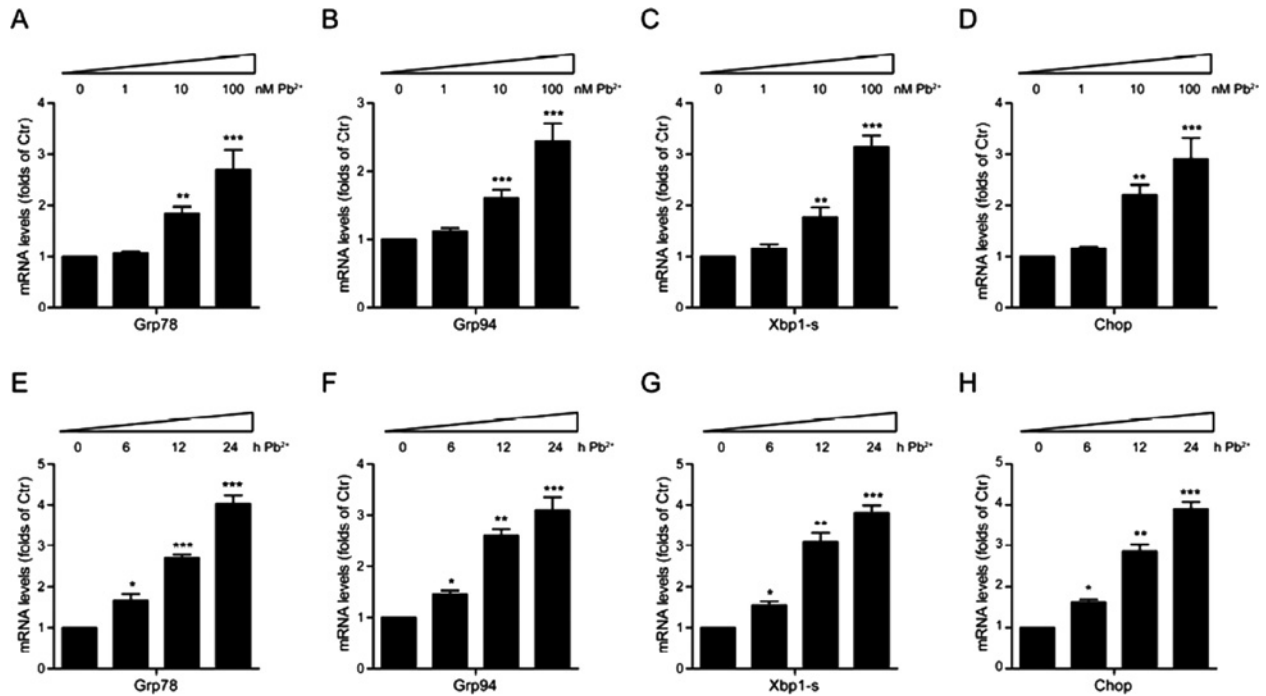 A
B
C
D
0 1 10 100 nM Pb²⁺
0 1 10 100 nM Pb²⁺
0 1 10 100 nM Pb²⁺
0 1 10 100 nM Pb²⁺
mRNA levels (folds of Ctr)
4
3
2
1
0
**
***
Grp78
mRNA levels (folds of Ctr)
3
2
1
0
***
***
Grp94
mRNA levels (folds of Ctr)
4
3
2
1
0
**
***
Xbp1-s
mRNA levels (folds of Ctr)
4
3
2
1
0
**
***
Chop
E
F
G
H
0 6 12 24 h Pb²⁺
0 6 12 24 h Pb²⁺
0 6 12 24 h Pb²⁺
0 6 12 24 h Pb²⁺
mRNA levels (folds of Ctr)
5
4
3
2
1
0
*
***
***
Grp78
mRNA levels (folds of Ctr)
4
3
2
1
0
*
**
***
Grp94
mRNA levels (folds of Ctr)
5
4
3
2
1
0
*
**
***
Xbp1-s
mRNA levels (folds of Ctr)
5
4
3
2
1
0
*
**
***
Chop